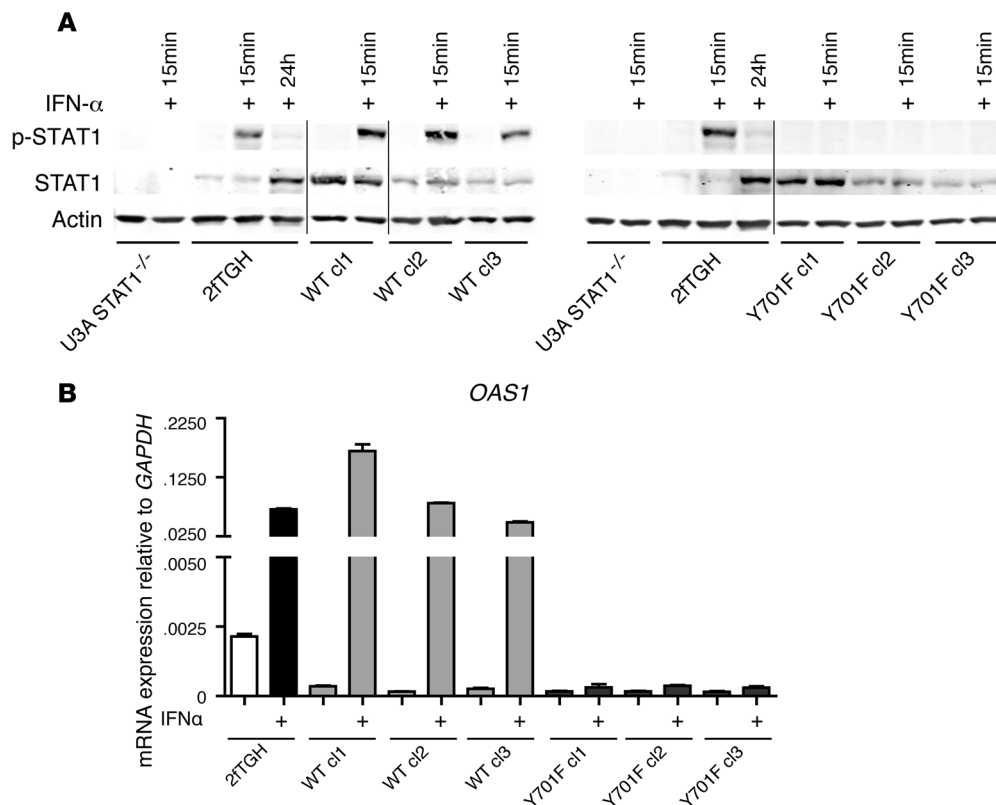 A
15min 15min 24h 15min 15min 15min 15min 15min 24h 15min 15min 15min
IFN-α + + + + + + + + + + + +
p-STAT1
STAT1
Actin
U3A STAT1-/- 2fTGH WT cl1 WT cl2 WT cl3 U3A STAT1-/- 2fTGH Y701F cl1 Y701F cl2 Y701F cl3
B
OAS1
mRNA expression relative to GAPDH
.2250
.1250
.0250
.0050
.0025
0
IFNα + + + + + + +
2fTGH WT cl1 WT cl2 WT cl3 Y701F cl1 Y701F cl2 Y701F cl3